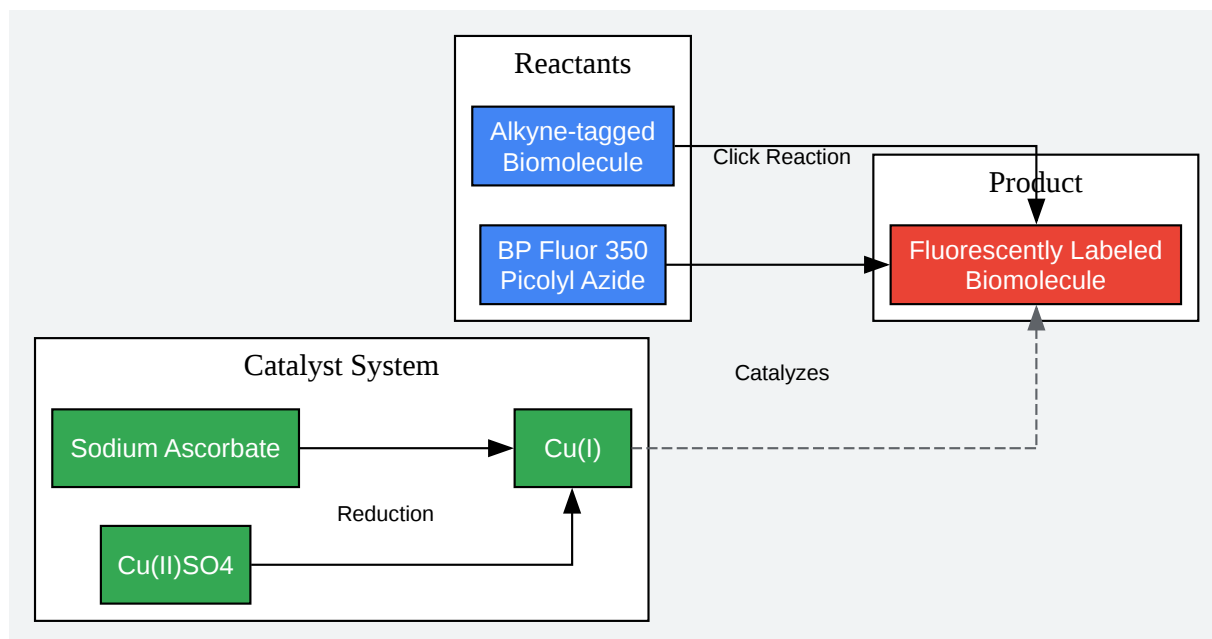 Reactants
Alkyne-tagged
Biomolecule
Click Reaction
Product
BP Fluor 350
Picolyl Azide
Fluorescently Labeled
Biomolecule
Catalyst System
Catalyzes
Sodium Ascorbate
Cu(I)
Reduction
Cu(II)SO4